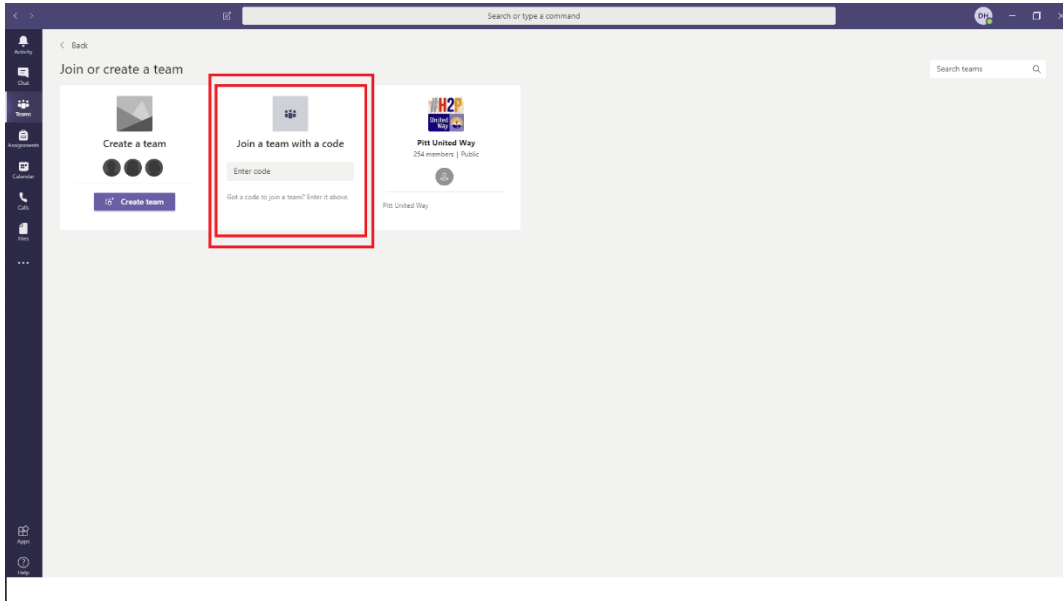 Search or type a command
DH
Activity
Chat
Teams
Assignments
Calendar
Calls
Files
Apps
Help
Back
Join or create a team
Search teams
Create a team
Create team
Join a team with a code
Enter code
Got a code to join a team? Enter it above.
#H2P
United
Way
Pitt United Way
254 members | Public
Pitt United Way